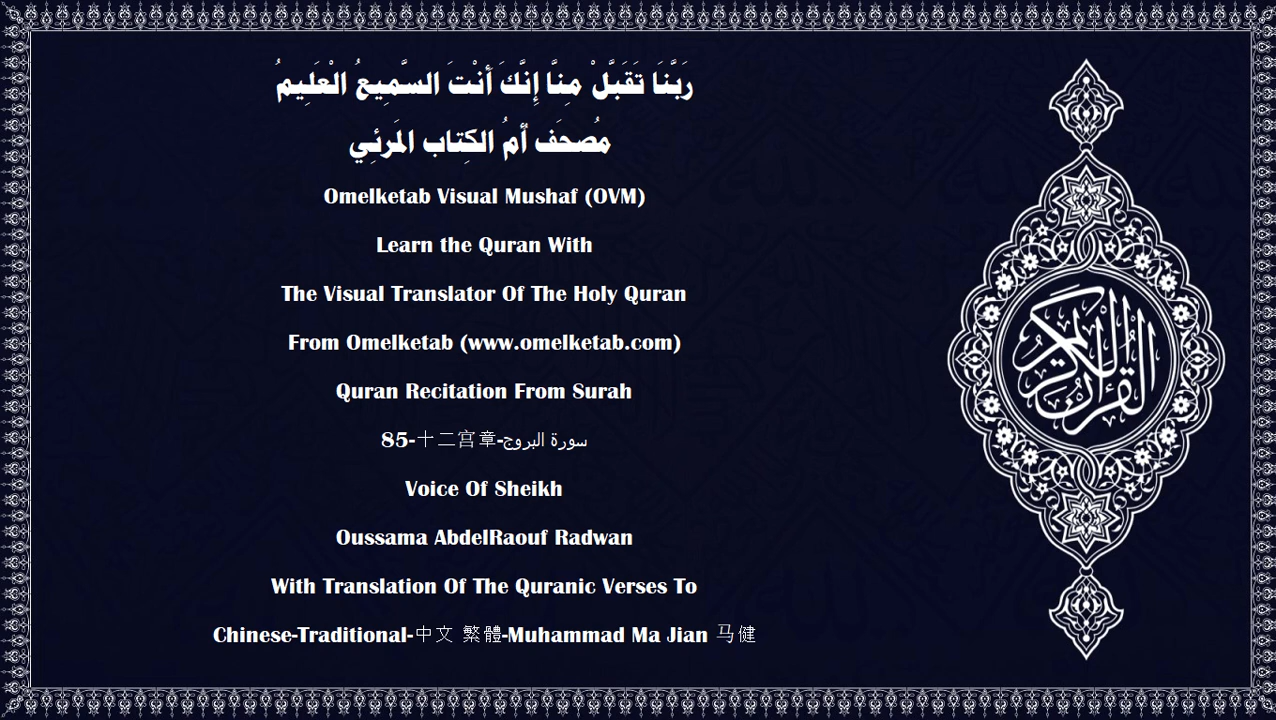 رَبَّنَا تَقَبَّلْ مِنَّا إِنَّكَ أَنْتَ السَّمِيعُ الْعَلِيمُ
مُصحَف أمُ الكِتاب المَرئِي
Omelketab Visual Mushaf (OVM)
Learn the Quran With
The Visual Translator Of The Holy Quran
From Omelketab (www.omelketab.com)
Quran Recitation From Surah
85-十二宫章-سورة البروج
Voice Of Sheikh
Oussama AbdelRaouf Radwan
With Translation Of The Quranic Verses To
Chinese-Traditional-中文 繁體-Muhammad Ma Jian 马健
القرآن الكريم